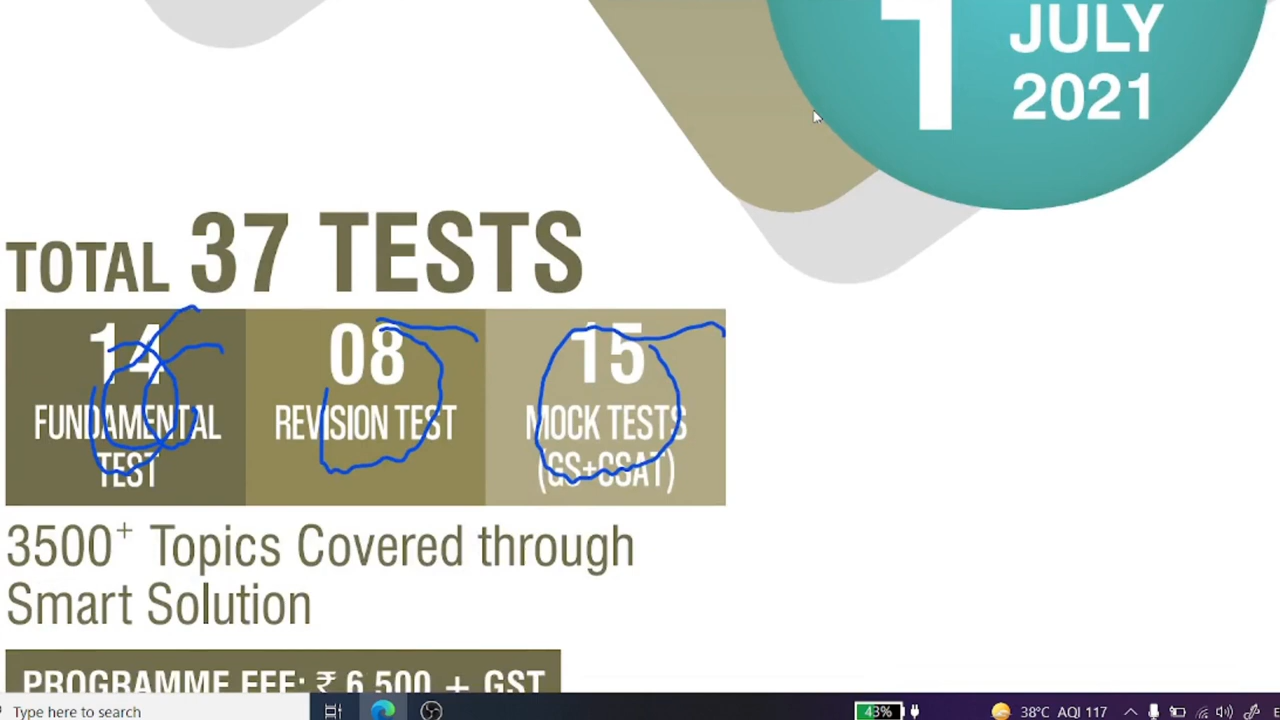 1 JULY
2021
TOTAL 37 TESTS
14 FUNDAMENTAL TEST
08 REVISION TEST
15 MOCK TESTS (GS+CSAT)
3500+ Topics Covered through
Smart Solution
PROGRAMME FEE: ₹ 6,500 + GST
Type here to search
43%
38°C AQI 117